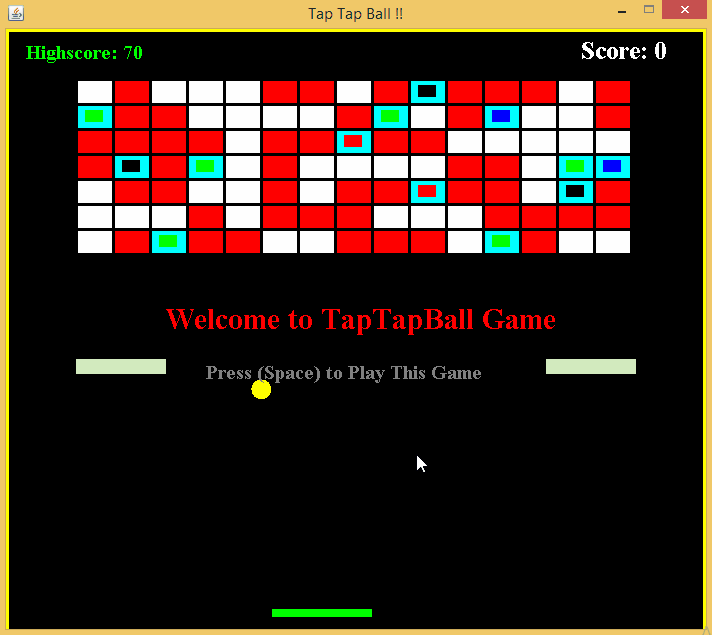 Tap Tap Ball !!
Highscore: 70
Score: 0
Welcome to TapTapBall Game
Press (Space) to Play This Game